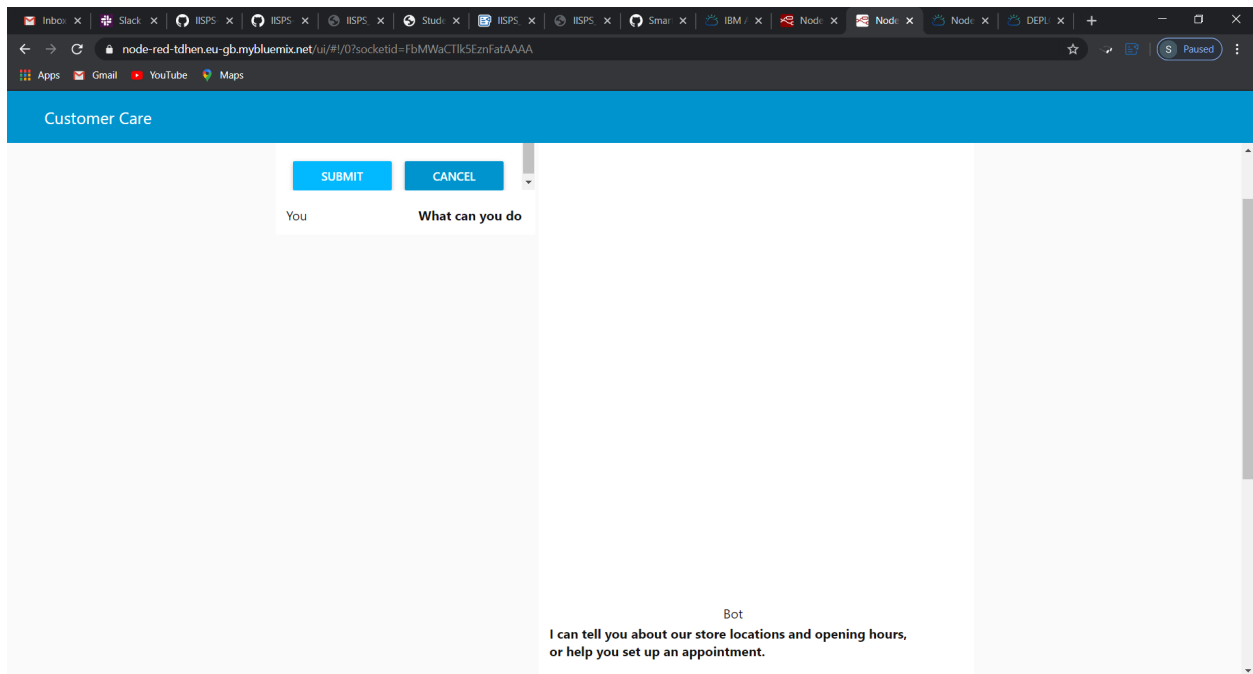 Inbox Slack IISPS IISPS IISPS Stude IISPS_ IISPS_ Smar IBM / Node Node Node DEPL
node-red-tdhen.eu-gb.mybluemix.net/ui/#!/0?socketid=FbMWaCTlk5EznFatAAAA S Paused
Apps Gmail YouTube Maps
Customer Care
SUBMIT CANCEL
You What can you do
Bot
I can tell you about our store locations and opening hours,
or help you set up an appointment.